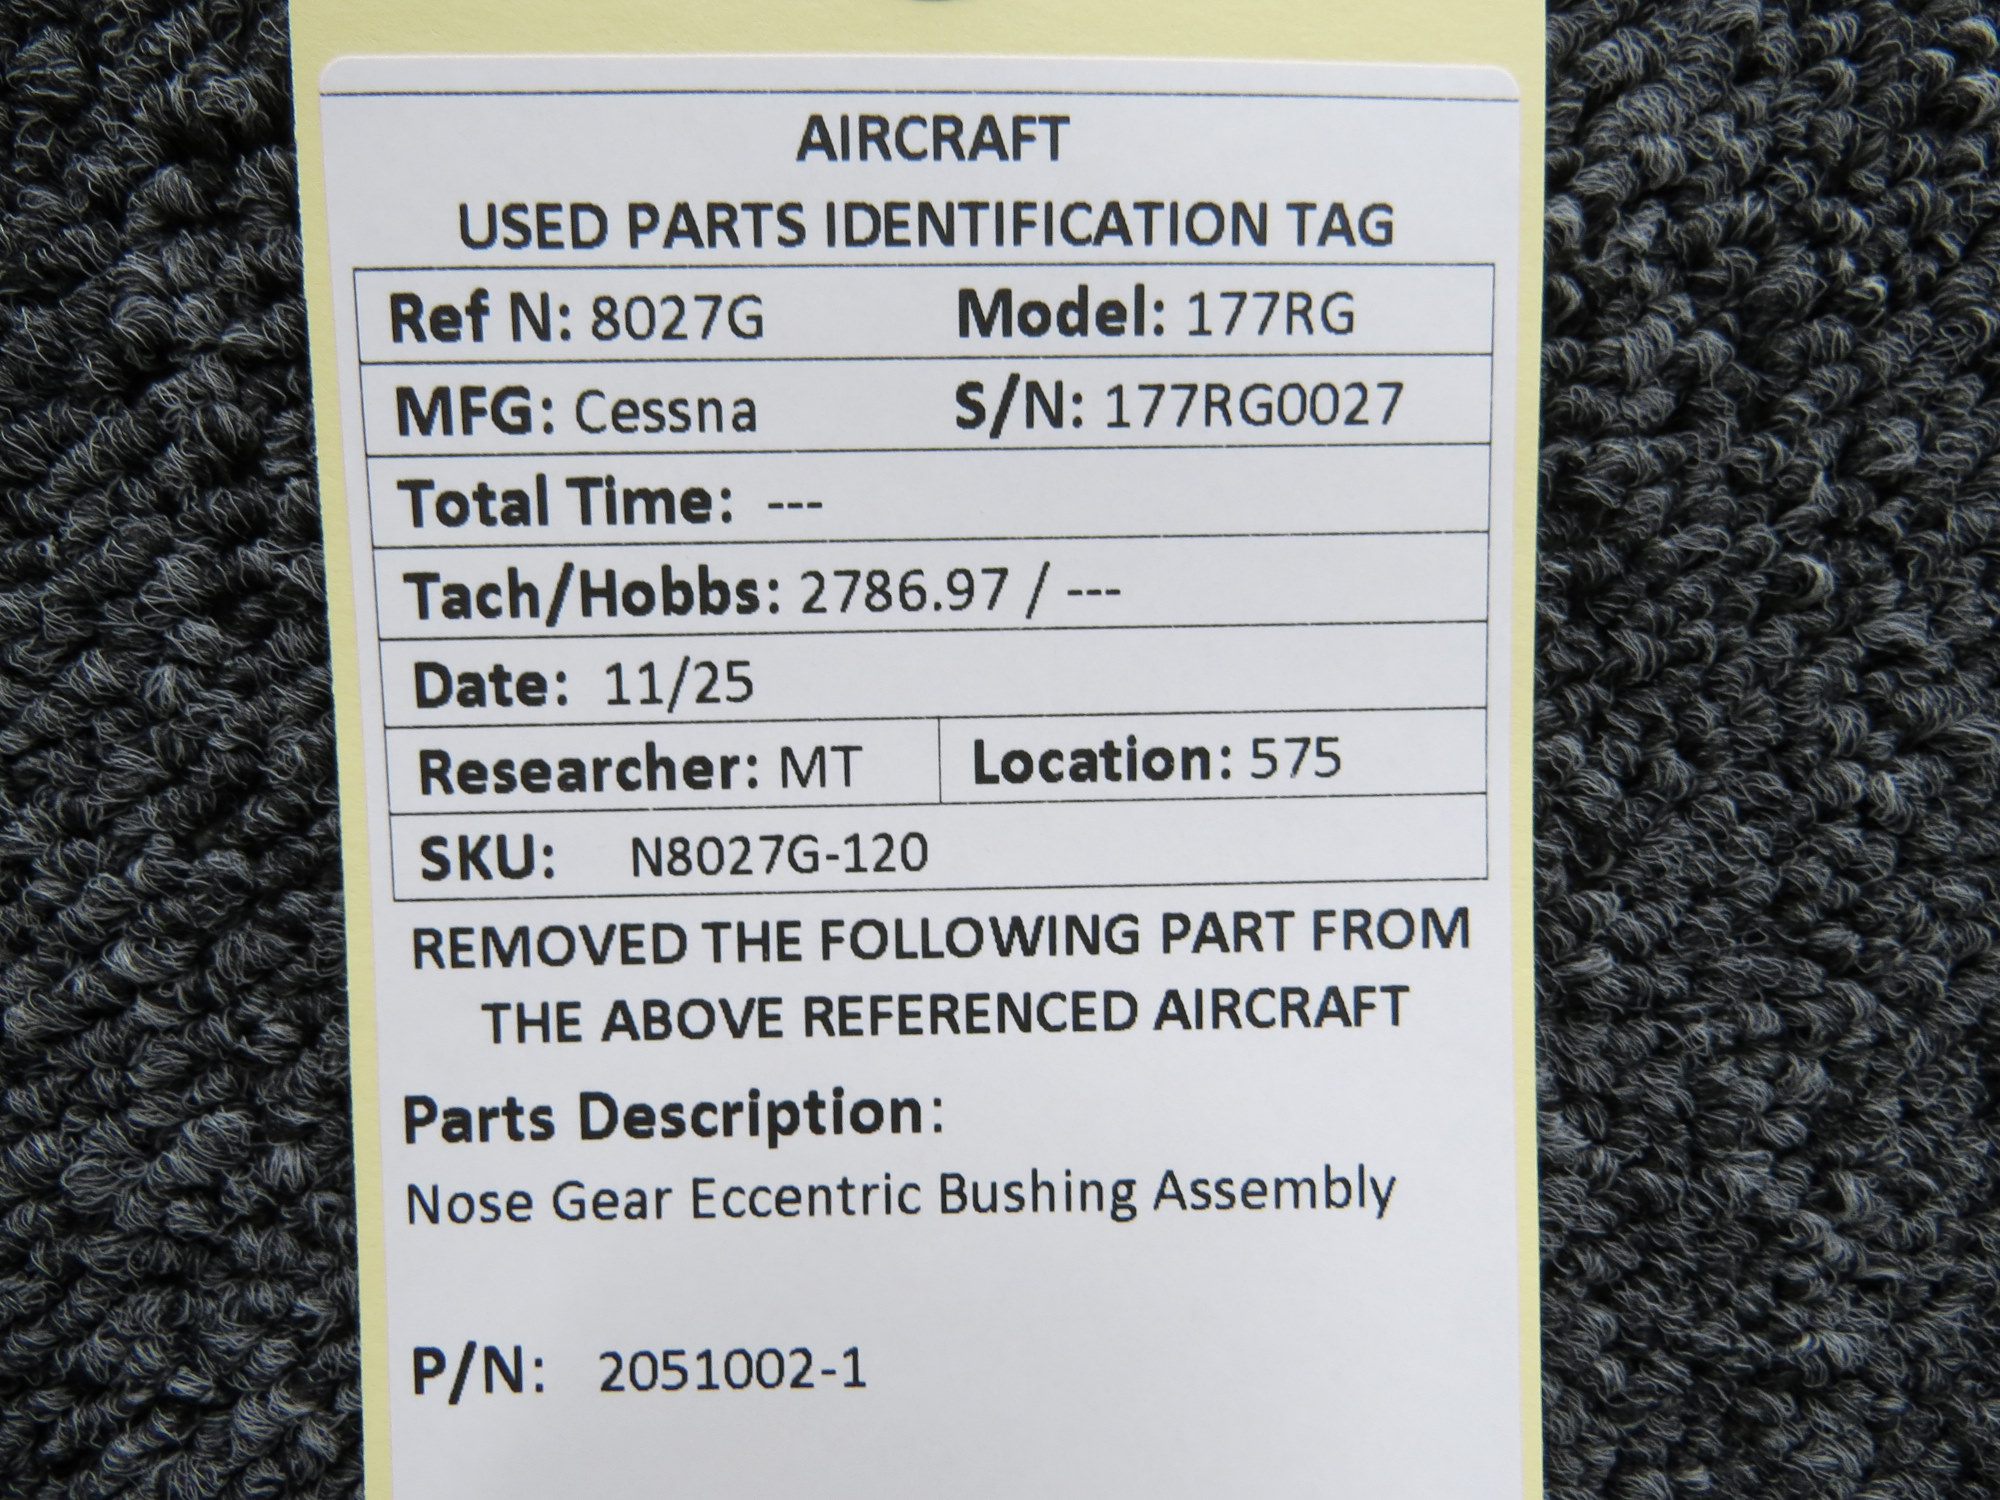 AIRCRAFT
USED PARTS IDENTIFICATION TAG
Ref N: 8027G Model: 177RG
MFG: Cessna S/N: 177RG0027
Total Time: ---
Tach/Hobbs: 2786.97 / ---
Date: 11/25
Researcher: MT Location: 575
SKU: N8027G-120
REMOVED THE FOLLOWING PART FROM
THE ABOVE REFERENCED AIRCRAFT
Parts Description:
Nose Gear Eccentric Bushing Assembly
P/N: 2051002-1